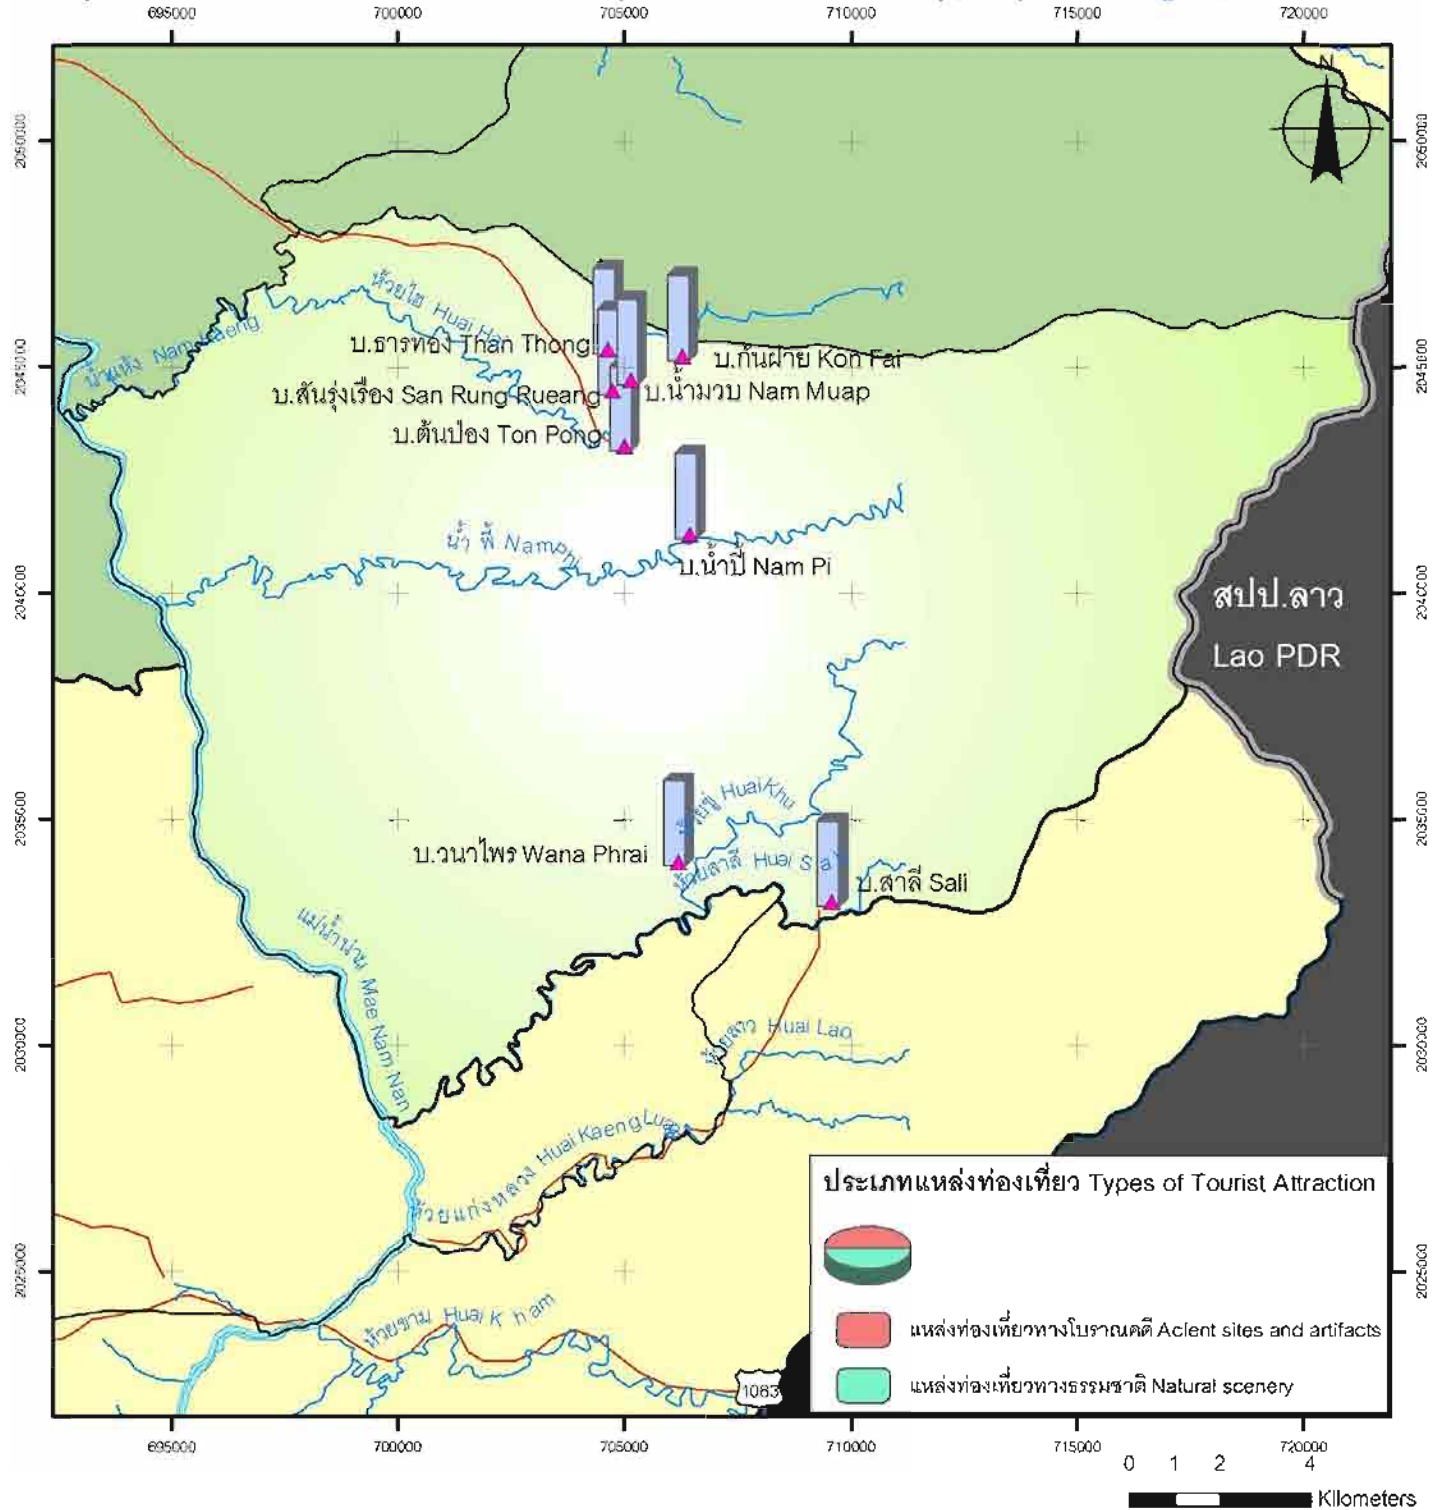 695000 700000 705000 710000 715000 720000
N
2050000 2050000
ห้วยไฮ Huai Han
น้ำแหง Nam Kaeng
บ.ธารทอง Than Thong
บ.ก้นฝาย Kon Fai
2045000 2045000
บ.สันรุ่งเรือง San Rung Rueang
บ.น้ำมวบ Nam Muap
บ.ต้นป่อง Ton Pong
น้ำ พี้ Nam Phi
บ.น้ำปี้ Nam Pi
2040000 2040000
สปป.ลาว
Lao PDR
ห้วยขู่ Huai Khu
2035000 2035000
บ.วนาไพร Wana Phrai
ห้วยสาลี่ Huai Sa
บ.สาลี่ Sali
แม่น้ำน่าน Mae Nam Nan
ห้วยลาว Huai Lao
2030000 2030000
ห้วยแก่งหลวง Huai Kaeng Luang
ประเภทแหล่งท่องเที่ยว Types of Tourist Attraction
2025000 2025000
ห้วยขาม Huai Kham
แหล่งท่องเที่ยวทางโบราณคดี Acient sites and artifacts
แหล่งท่องเที่ยวทางธรรมชาติ Natural scenery
1083
695000 700000 705000 710000 715000 720000
0 1 2 4
Kilometers